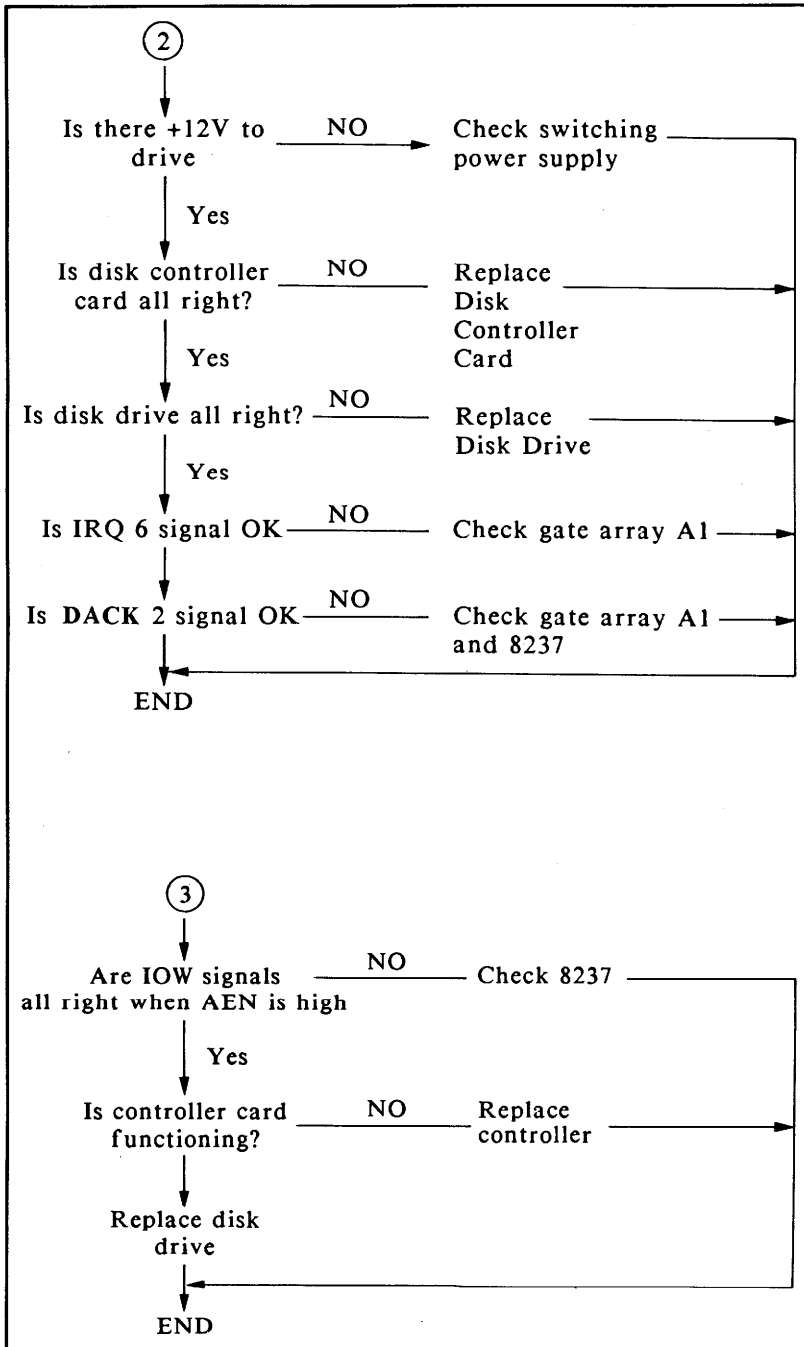 2
Is there +12V to
drive
NO
Check switching
power supply
Yes
Is disk controller
card all right?
NO
Replace
Disk
Controller
Card
Yes
Is disk drive all right?
NO
Replace
Disk Drive
Yes
Is IRQ 6 signal OK
NO
Check gate array A1
Is DACK 2 signal OK
NO
Check gate array A1
and 8237
END
3
Are IOW signals
all right when AEN is high
NO
Check 8237
Yes
Is controller card
functioning?
NO
Replace
controller
Replace disk
drive
END